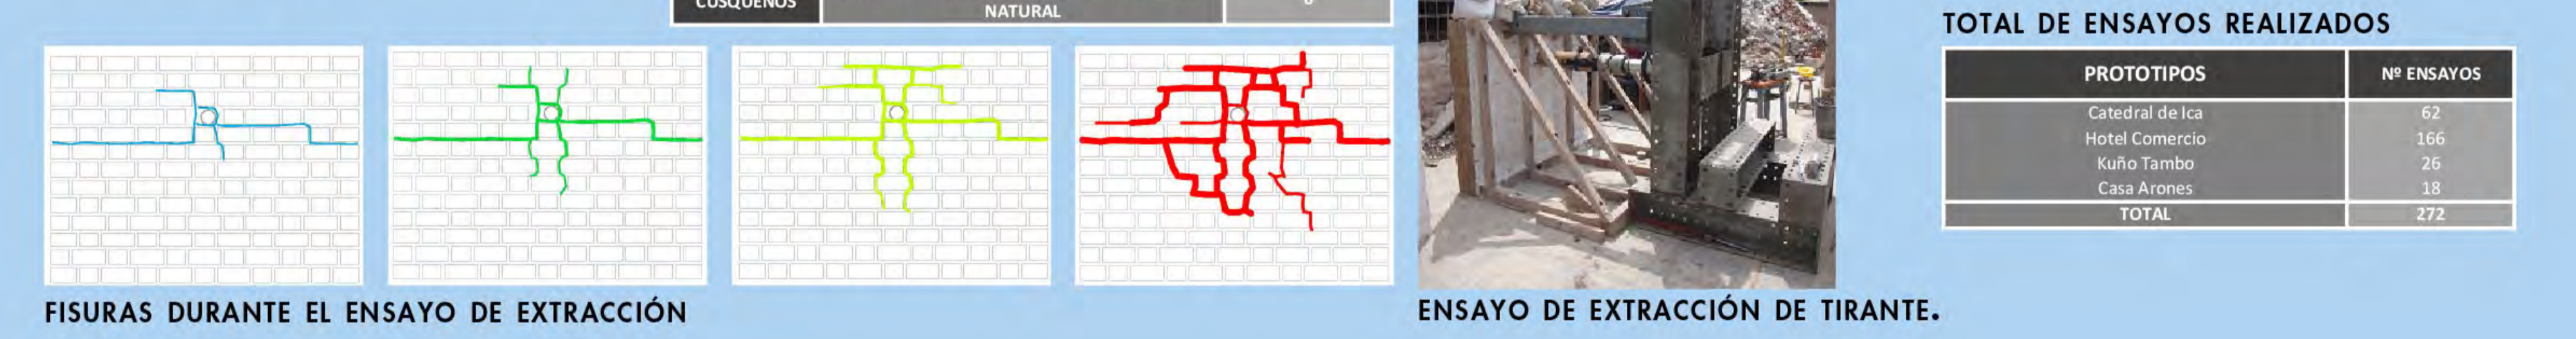 CUSQUEÑOS
NATURAL
FISURAS DURANTE EL ENSAYO DE EXTRACCIÓN
ENSAYO DE EXTRACCIÓN DE TIRANTE.
TOTAL DE ENSAYOS REALIZADOS
PROTOTIPOS Nº ENSAYOS
Catedral de Ica 62
Hotel Comercio 166
Kuño Tambo 26
Casa Arones 18
TOTAL 272